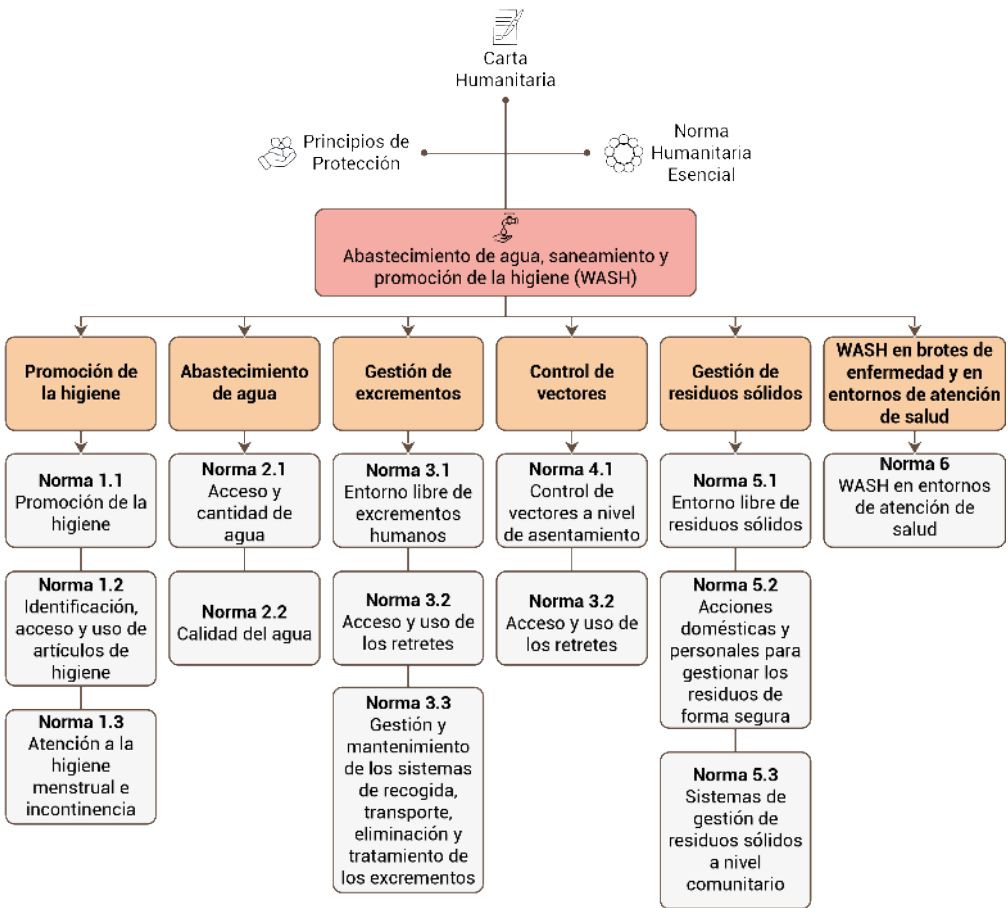 Carta
Humanitaria
Principios de
Protección
Norma
Humanitaria
Esencial
Abastecimiento de agua, saneamiento y
promoción de la higiene (WASH)
Promoción de
la higiene
Abastecimiento
de agua
Gestión de
excrementos
Control de
vectores
Gestión de
residuos sólidos
WASH en brotes de
enfermedad y en
entornos de atención
de salud
Norma 1.1
Promoción de la
higiene
Norma 1.2
Identificación,
acceso y uso de
artículos de
higiene
Norma 1.3
Atención a la
higiene
menstrual e
incontinencia
Norma 2.1
Acceso y
cantidad de
agua
Norma 2.2
Calidad del agua
Norma 3.1
Entorno libre de
excrementos
humanos
Norma 3.2
Acceso y uso de
los retretes
Norma 3.3
Gestión y
mantenimiento
de los sistemas
de recogida,
transporte,
eliminación y
tratamiento de
los excrementos
Norma 4.1
Control de
vectores a nivel
de asentamiento
Norma 3.2
Acceso y uso de
los retretes
Norma 5.1
Entorno libre de
residuos sólidos
Norma 5.2
Acciones
domésticas y
personales para
gestionar los
residuos de
forma segura
Norma 5.3
Sistemas de
gestión de
residuos sólidos
a nivel
comunitario
Norma 6
WASH en entornos
de atención de
salud